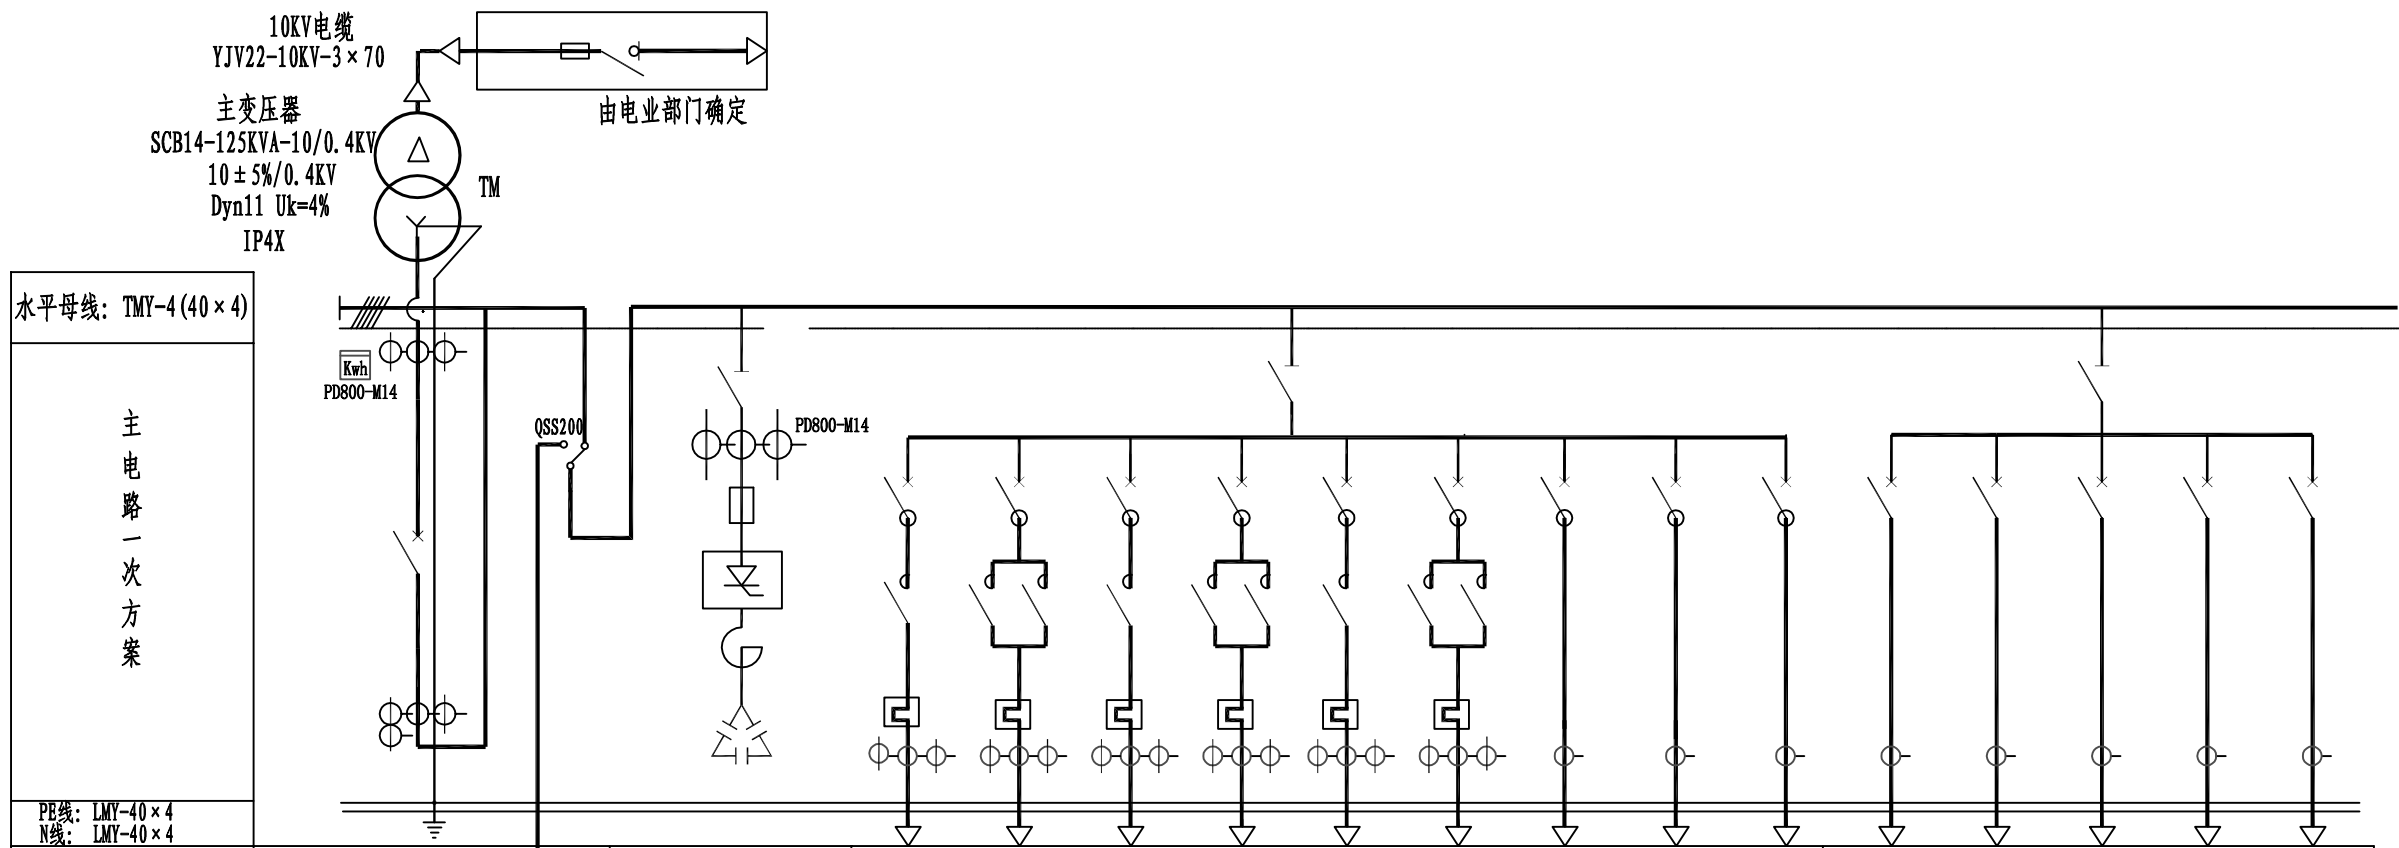 10KV电缆
YJV22-10KV-3×70
由电业部门确定
主变压器
SCB14-125KVA-10/0.4KV
10±5%/0.4KV
Dyn11 Uk=4%
IP4X
TM
水平母线: TMY-4(40×4)
Kwh
PD800-M14
QSS200
PD800-M14
主
电
路
一
次
方
案
PE线: LMY-40×4
N线: LMY-40×4